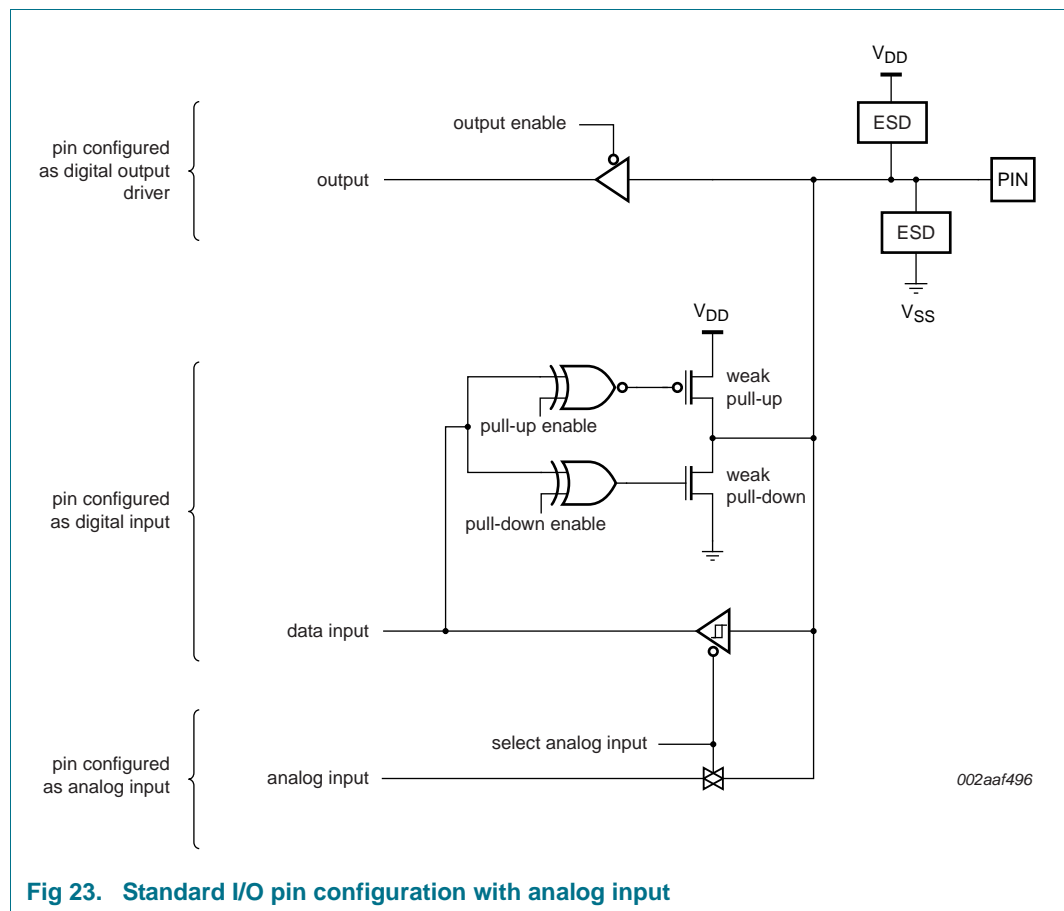 VDD
ESD
output enable
pin configured
as digital output
driver
output
PIN
ESD
VSS
VDD
weak
pull-up
pull-up enable
pin configured
as digital input
weak
pull-down
pull-down enable
data input
select analog input
pin configured
as analog input
analog input
002aaf496
Fig 23. Standard I/O pin configuration with analog input